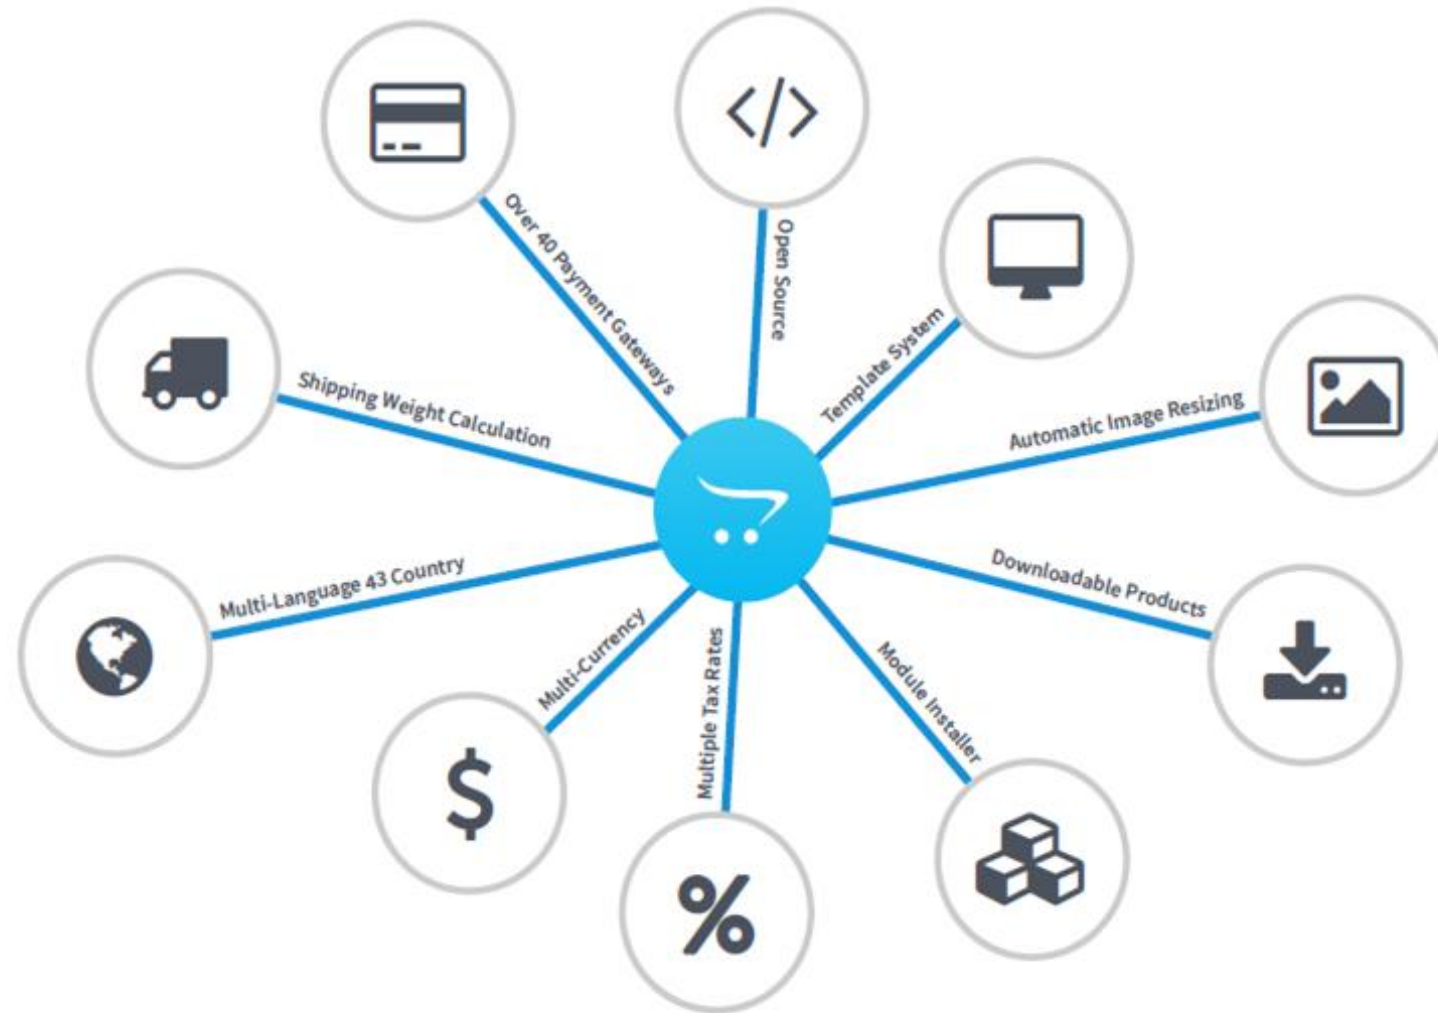 Over 40 Payment Gateways
Open Source
Template System
Automatic Image Resizing
Shipping Weight Calculation
Downloadable Products
Multi-Language 43 Country
Multi-Currency
Multiple Tax Rates
Module Installer
$
%